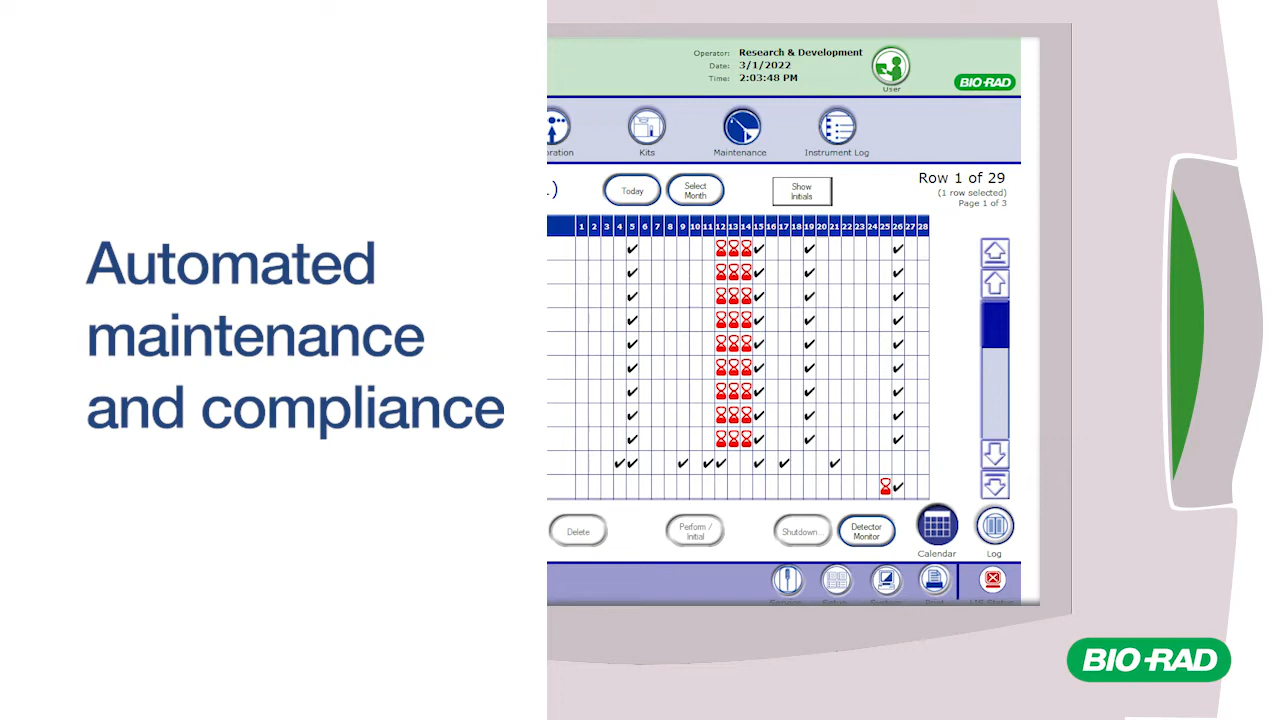 Automated
maintenance
and compliance
Operator: Research & Development
Date: 3/1/2022
Time: 2:03:48 PM
User
BIO-RAD
Kits
Maintenance
Instrument Log
Today
Select
Month
Show
Initials
Row 1 of 29
(1 row selected)
Page 1 of 3
1 2 3 4 5 6 7 8 9 10 11 12 13 14 15 16 17 18 19 20 21 22 23 24 25 26 27 28
Delete
Perform /
Initial
Shutdown...
Detector
Monitor
Calendar
Log
BIO-RAD